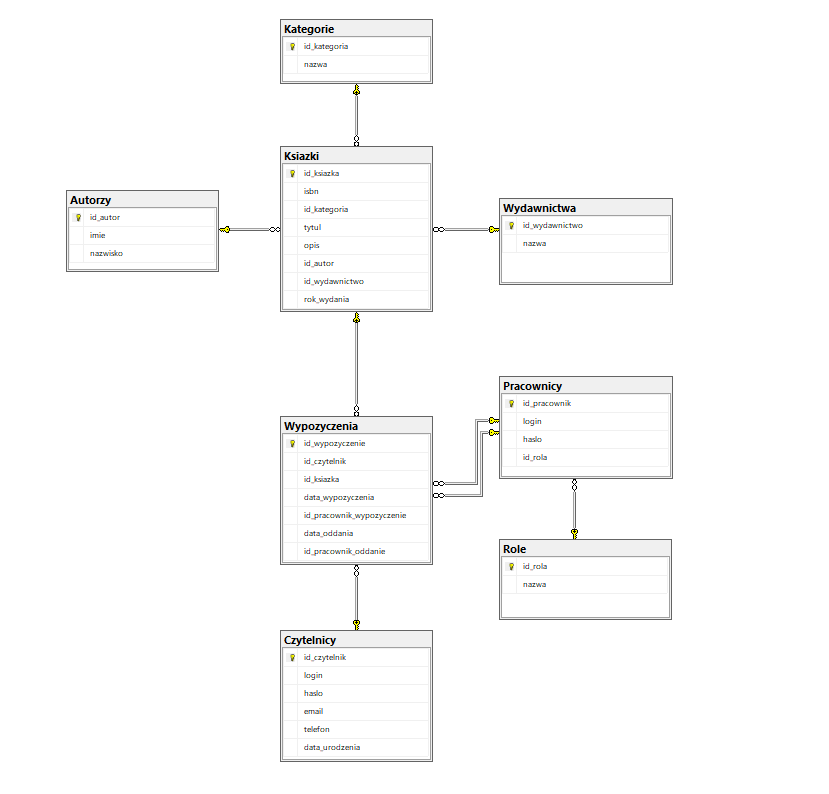 Kategorie
id_kategoria
nazwa
Ksiazki
id_ksiazka
isbn
id_kategoria
tytul
opis
id_autor
id_wydawnictwo
rok_wydania
Autorzy
id_autor
imie
nazwisko
Wydawnictwa
id_wydawnictwo
nazwa
Pracownicy
id_pracownik
login
haslo
id_rola
Wypozyczenia
id_wypozyczenie
id_czytelnik
id_ksiazka
data_wypozyczenia
id_pracownik_wypozyczenie
data_oddania
id_pracownik_oddanie
Role
id_rola
nazwa
Czytelnicy
id_czytelnik
login
haslo
email
telefon
data_urodzenia